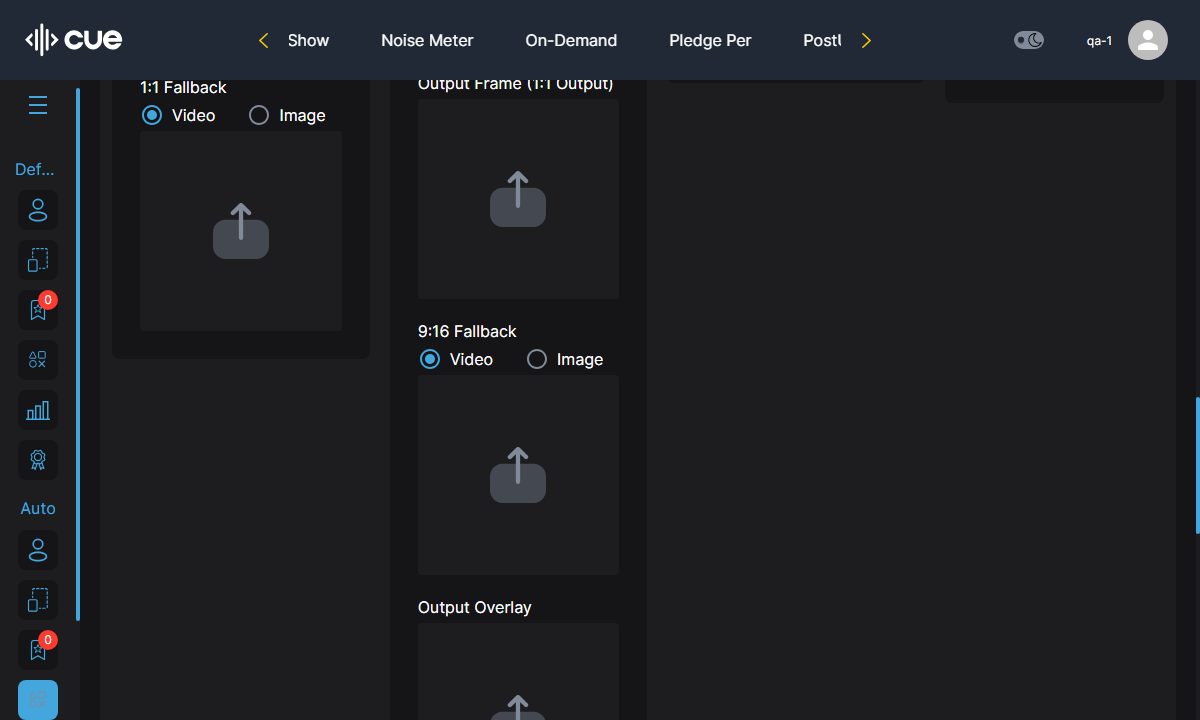 cue
Show
Noise Meter
On-Demand
Pledge Per
qa-1
Def...
0
Auto
0
1:1 Fallback
Video
Image
Output Frame (1:1 Output)
9:16 Fallback
Video
Image
Output Overlay